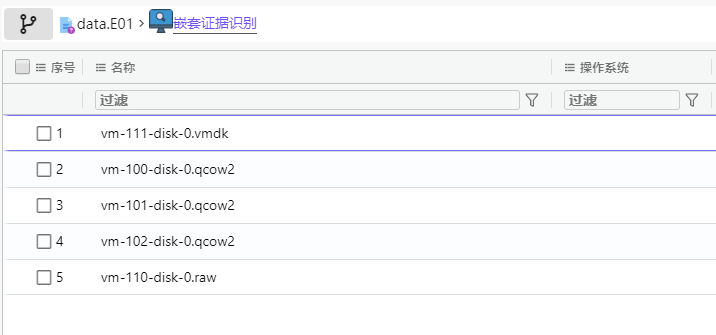 data.E01 > 嵌套证据识别
序号 名称 操作系统
过滤 过滤
1 vm-111-disk-0.vmdk
2 vm-100-disk-0.qcow2
3 vm-101-disk-0.qcow2
4 vm-102-disk-0.qcow2
5 vm-110-disk-0.raw